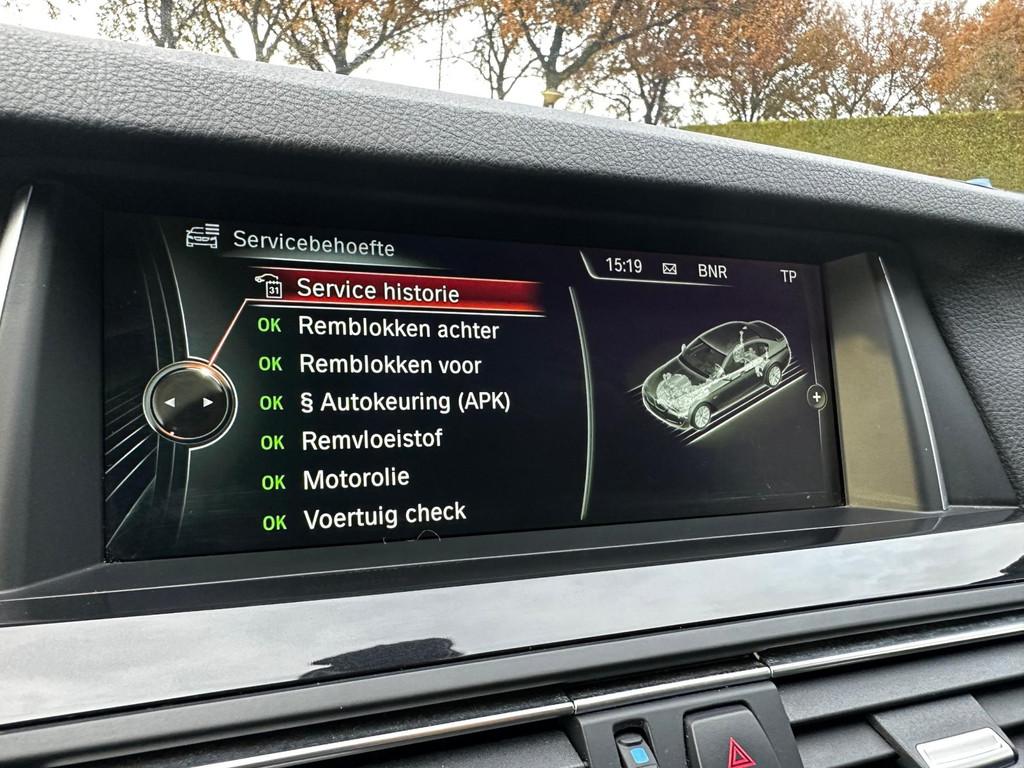 Servicebehoefte
15:19 BNR TP
31 Service historie
OK Remblokken achter
OK Remblokken voor
OK § Autokeuring (APK)
OK Remvloeistof
OK Motorolie
OK Voertuig check